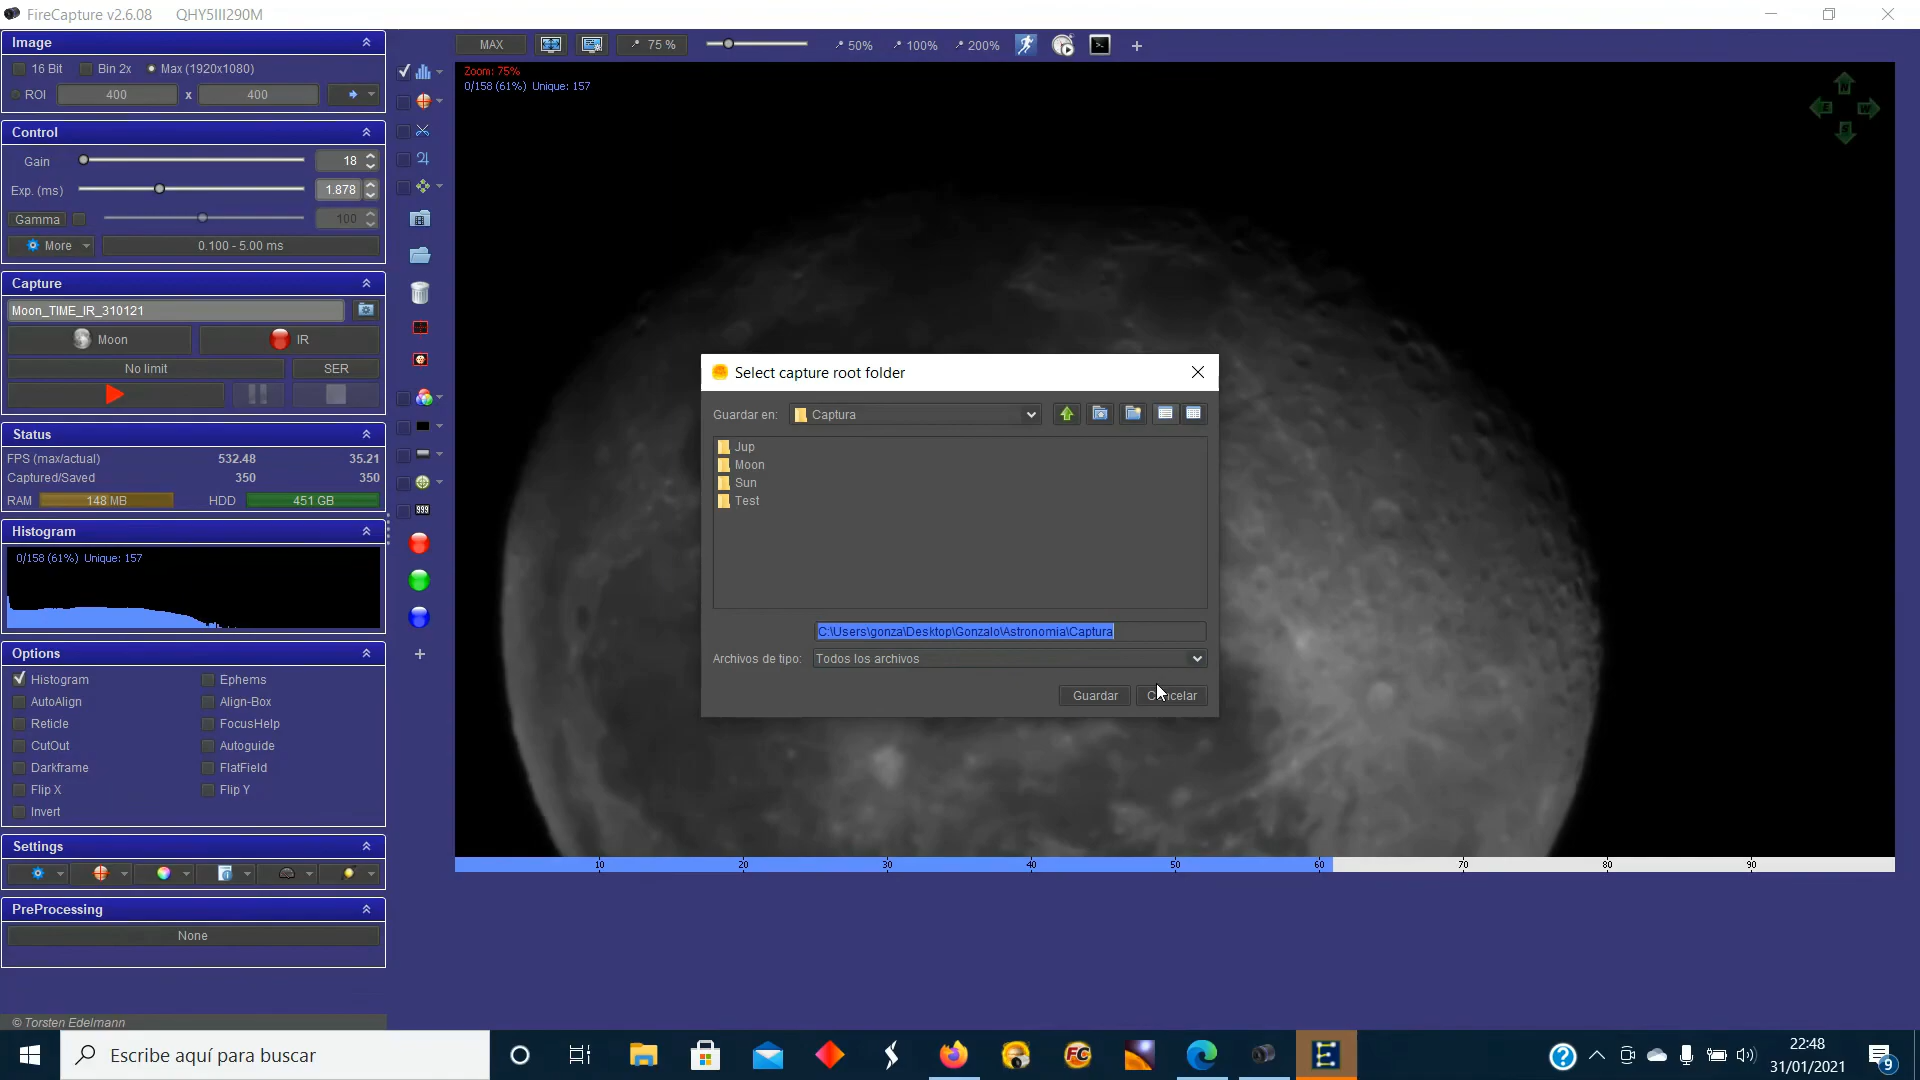 FireCapture v2.6.08 QHY5III290M
Image
16 Bit Bin 2x Max (1920x1080)
ROI 400 x 400
Control
Gain 18
Exp. (ms) 1.878
Gamma 100
More 0.100 - 5.00 ms
Capture
Moon_TIME_IR_310121
Moon IR
No limit SER
Status
FPS (max/actual) 532.48 35.21
Captured/Saved 350 350
RAM 148 MB HDD 451 GB
Histogram
0/158 (61%) Unique: 157
Options
Histogram Ephems
AutoAlign Align-Box
Reticle FocusHelp
CutOut Autoguide
Darkframe FlatField
Flip X Flip Y
Invert
Settings
PreProcessing
None
© Torsten Edelmann
999
MAX 75 % 50% 100% 200%
Zoom: 75%
0/158 (61%) Unique: 157
N
E W
S
Select capture root folder
Guardar en: Captura
Jup
Moon
Sun
Test
C:\Users\gonza\Desktop\Gonzalo\Astronomia\Captura
Archivos de tipo: Todos los archivos
Guardar Cancelar
10 20 30 40 50 60 70 80 90
Escribe aquí para buscar
FC
22:48
31/01/2021
9